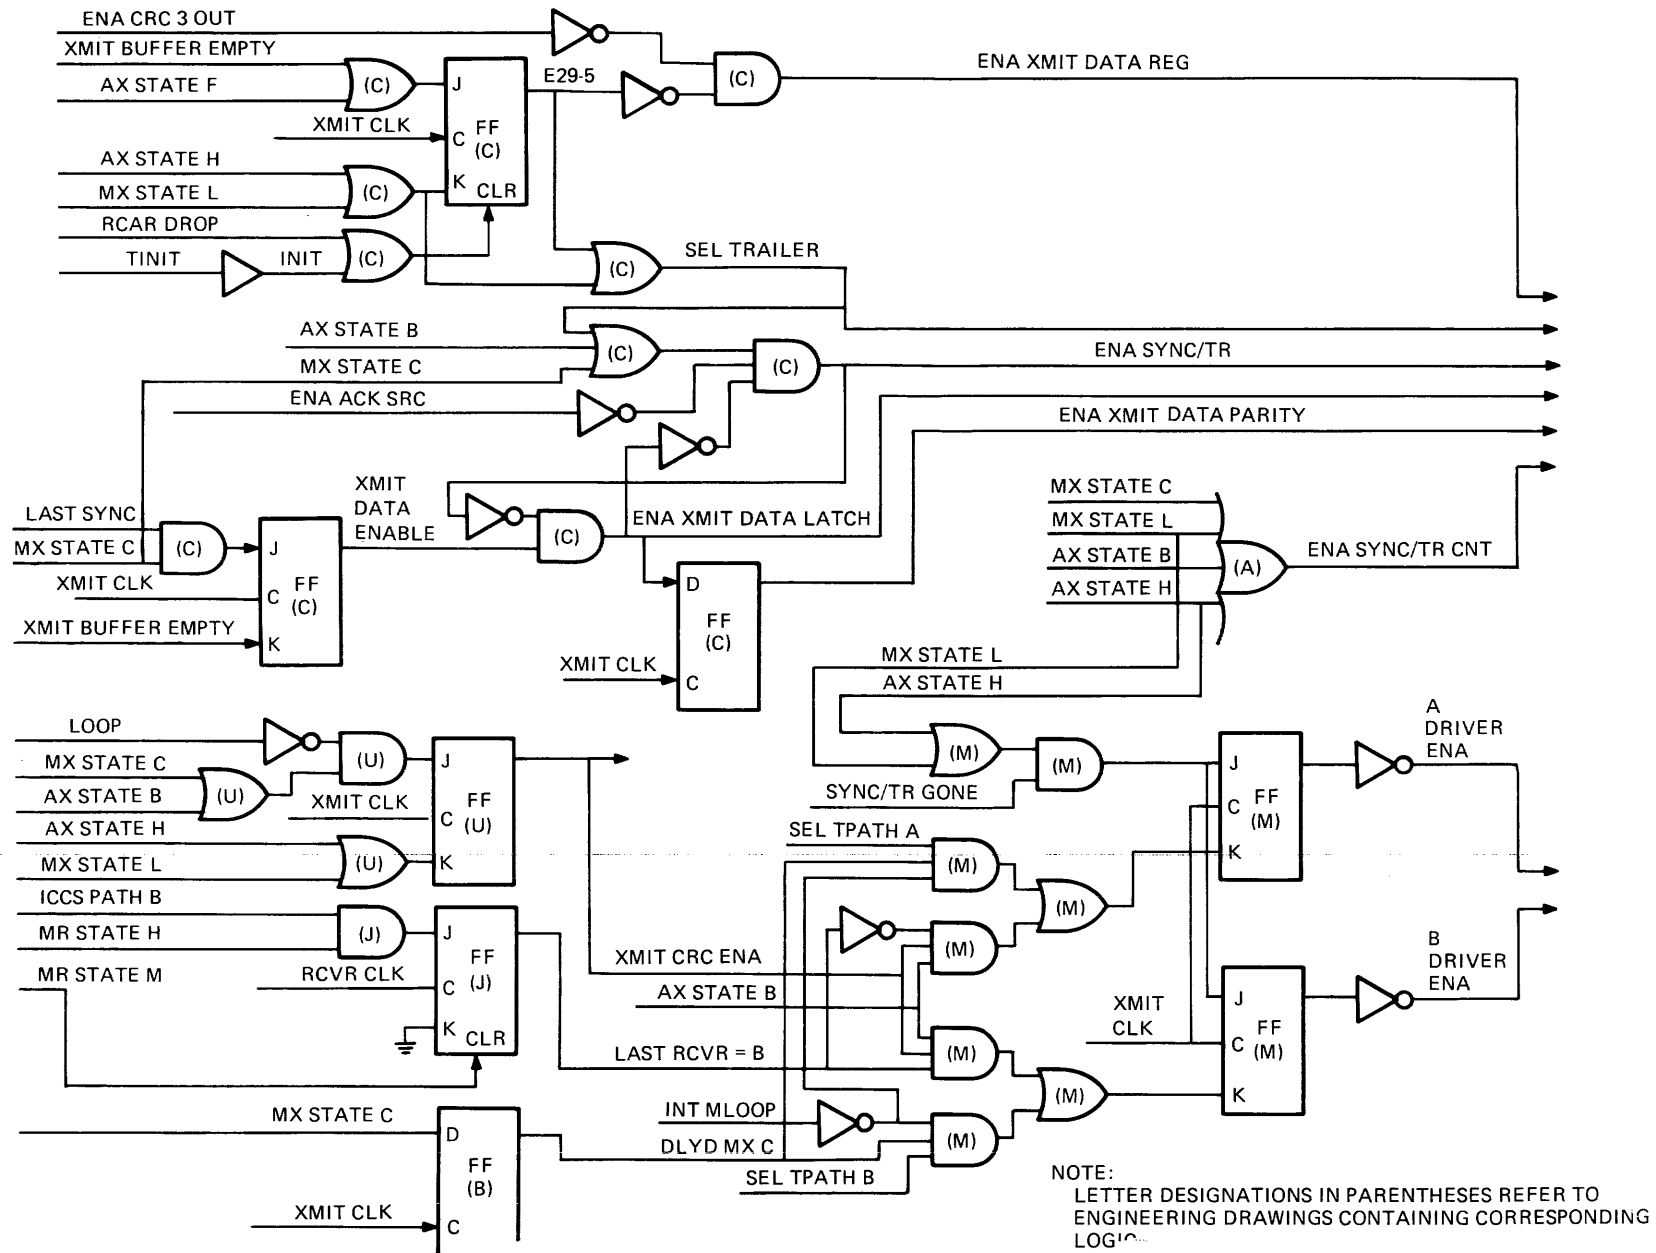 ENA CRC 3 OUT
XMIT BUFFER EMPTY
AX STATE F
(C)
J
XMIT CLK
C
FF
(C)
K
CLR
E29-5
(C)
ENA XMIT DATA REG
AX STATE H
MX STATE L
(C)
RCAR DROP
TINIT
INIT
(C)
(C)
SEL TRAILER
AX STATE B
MX STATE C
(C)
ENA ACK SRC
(C)
ENA SYNC/TR
ENA XMIT DATA PARITY
LAST SYNC
MX STATE C
(C)
XMIT CLK
XMIT BUFFER EMPTY
J
C
FF
(C)
K
XMIT
DATA
ENABLE
(C)
ENA XMIT DATA LATCH
D
FF
(C)
C
XMIT CLK
MX STATE C
MX STATE L
AX STATE B
AX STATE H
(A)
ENA SYNC/TR CNT
MX STATE L
AX STATE H
(M)
SYNC/TR GONE
(M)
LOOP
MX STATE C
AX STATE B
(U)
(U)
XMIT CLK
AX STATE H
MX STATE L
(U)
J
C
FF
(U)
K
ICCS PATH B
MR STATE H
(J)
MR STATE M
RCVR CLK
J
C
FF
(J)
K
CLR
MX STATE C
XMIT CLK
D
FF
(B)
C
SEL TPATH A
(M)
(M)
(M)
XMIT CRC ENA
AX STATE B
LAST RCVR = B
(M)
(M)
INT MLOOP
DLYD MX C
SEL TPATH B
(M)
J
C
FF
(M)
K
A
DRIVER
ENA
XMIT
CLK
J
C
FF
(M)
K
B
DRIVER
ENA
NOTE:
LETTER DESIGNATIONS IN PARENTHESES REFER TO
ENGINEERING DRAWINGS CONTAINING CORRESPONDING